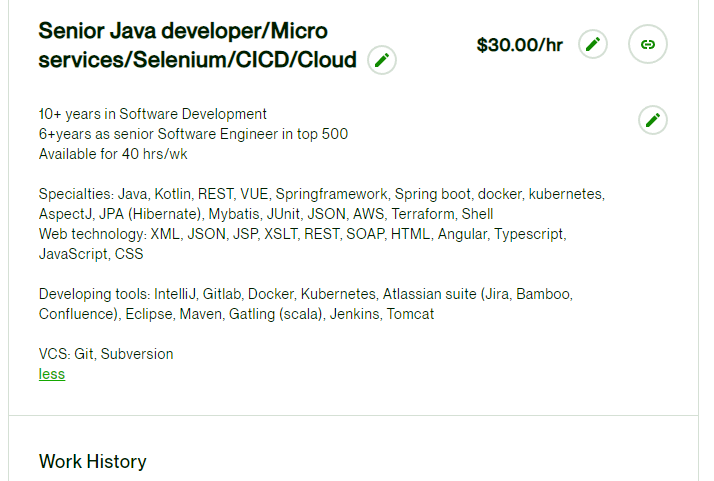 Senior Java developer/Micro
services/Selenium/CICD/Cloud
$30.00/hr
10+ years in Software Development
6+years as senior Software Engineer in top 500
Available for 40 hrs/wk
Specialties: Java, Kotlin, REST, VUE, Springframework, Spring boot, docker, kubernetes,
AspectJ, JPA (Hibernate), Mybatis, JUnit, JSON, AWS, Terraform, Shell
Web technology: XML, JSON, JSP, XSLT, REST, SOAP, HTML, Angular, Typescript,
JavaScript, CSS
Developing tools: IntelliJ, Gitlab, Docker, Kubernetes, Atlassian suite (Jira, Bamboo,
Confluence), Eclipse, Maven, Gatling (scala), Jenkins, Tomcat
VCS: Git, Subversion
less
Work History